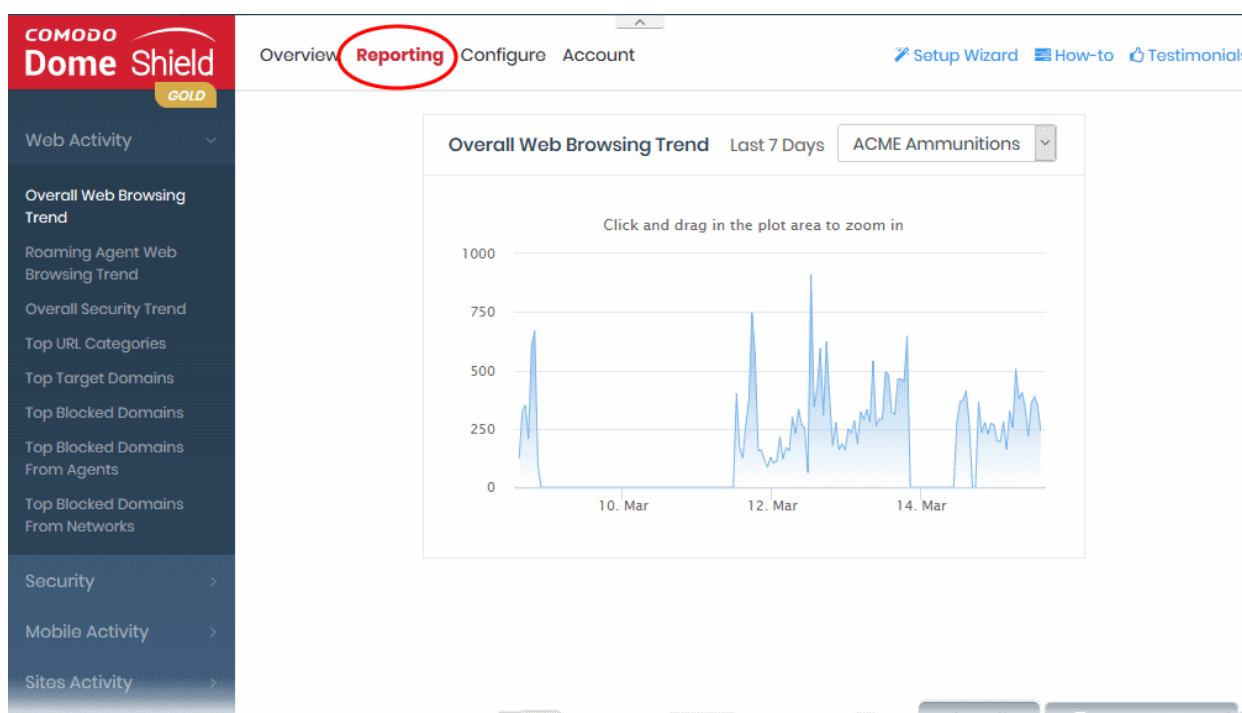 COMODO
Dome Shield
GOLD
Overview Reporting Configure Account
Setup Wizard How-to Testimonials
Web Activity
Overall Web Browsing
Trend
Roaming Agent Web
Browsing Trend
Overall Security Trend
Top URL Categories
Top Target Domains
Top Blocked Domains
Top Blocked Domains
From Agents
Top Blocked Domains
From Networks
Security
Mobile Activity
Sites Activity
Overall Web Browsing Trend Last 7 Days ACME Ammunitions
Click and drag in the plot area to zoom in
1000
750
500
250
0
10. Mar 12. Mar 14. Mar